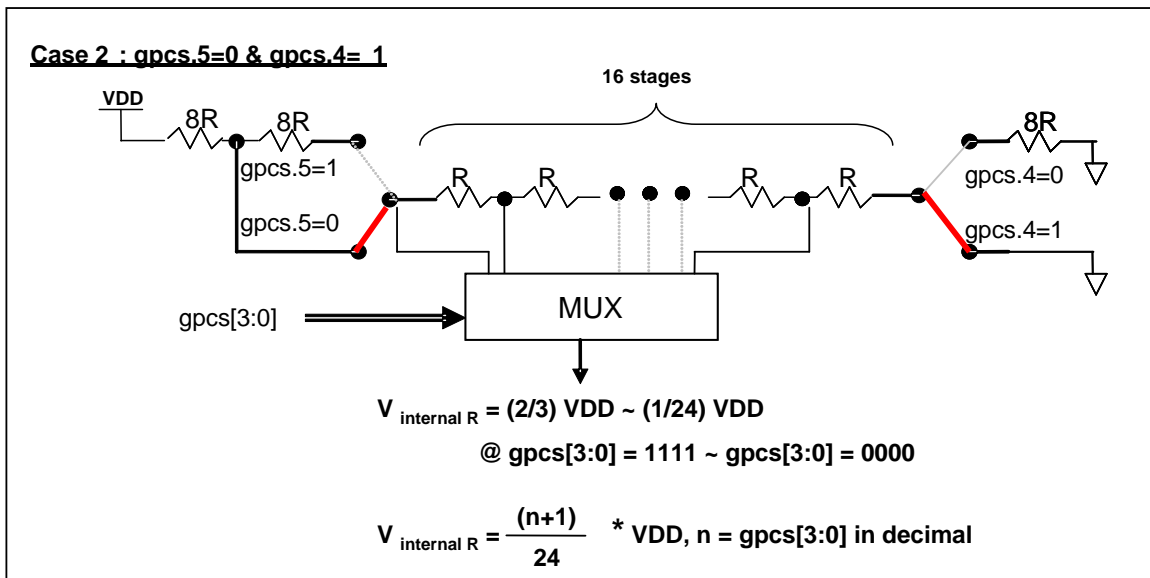 Case 2 : gpcs.5=0 & gpcs.4= 1
16 stages
VDD
8R 8R 8R
gpcs.5=1
R R R R
gpcs.4=0
gpcs.5=0
gpcs.4=1
gpcs[3:0]
MUX
V internal R = (2/3) VDD ~ (1/24) VDD
@ gpcs[3:0] = 1111 ~ gpcs[3:0] = 0000
(n+1)
V internal R = * VDD, n = gpcs[3:0] in decimal
24